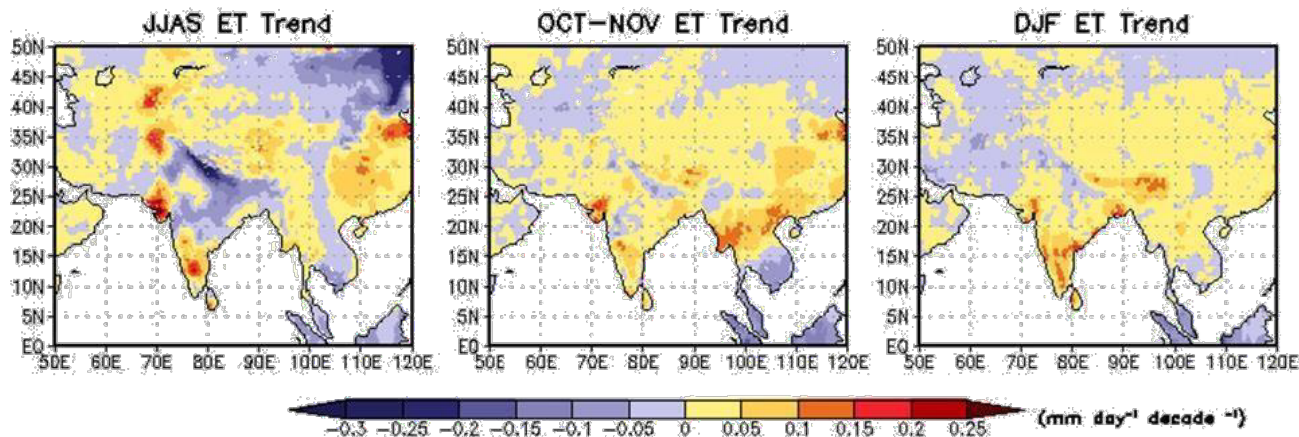 JJAS ET Trend
OCT-NOV ET Trend
DJF ET Trend
50N 50N 50N
45N 45N 45N
40N 40N 40N
35N 35N 35N
30N 30N 30N
25N 25N 25N
20N 20N 20N
15N 15N 15N
10N 10N 10N
5N 5N 5N
EQ EQ EQ
50E 60E 70E 80E 90E 100E 110E 120E 50E 60E 70E 80E 90E 100E 110E 120E 50E 60E 70E 80E 90E 100E 110E 120E
-0.3 -0.25 -0.2 -0.15 -0.1 -0.05 0 0.05 0.1 0.15 0.2 0.25 (mm day⁻¹ decade ⁻¹)